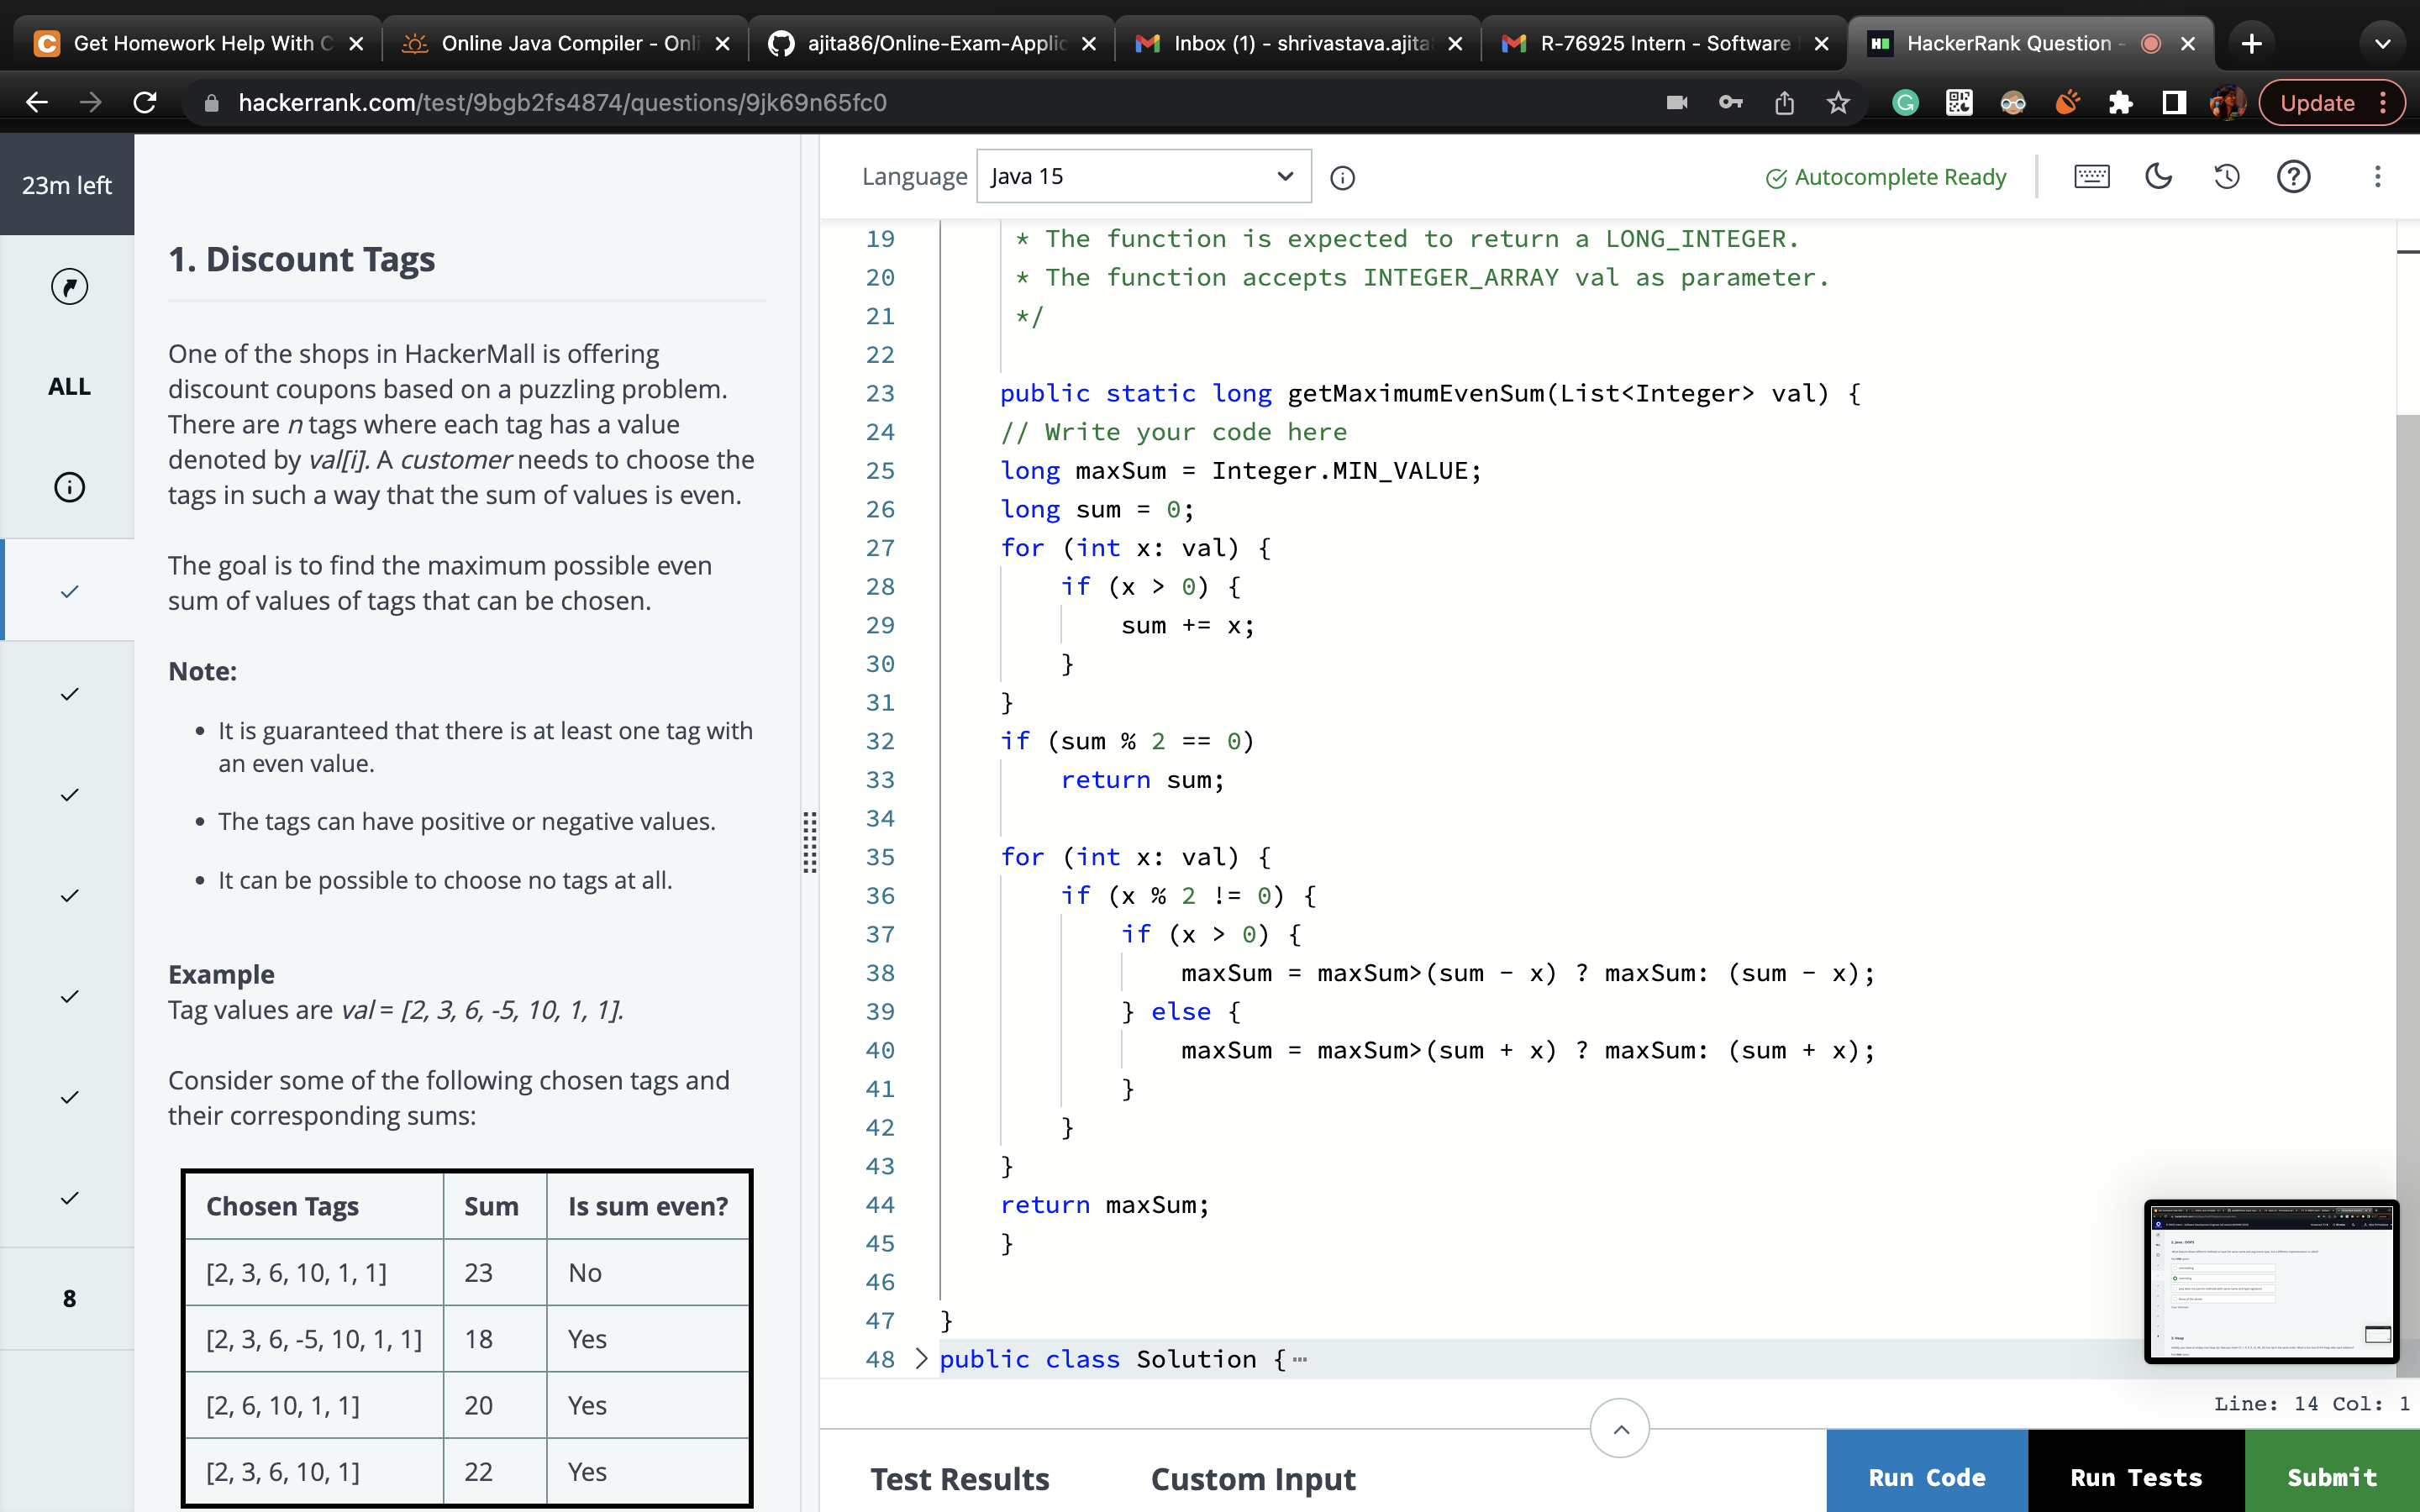 Get Homework Help With C
Online Java Compiler - Onli
ajita86/Online-Exam-Applic
Inbox (1) - shrivastava.ajita
R-76925 Intern - Software
HackerRank Question -
hackerrank.com/test/9bgb2fs4874/questions/9jk69n65fc0
Update
23m left
ALL
8
1. Discount Tags
One of the shops in HackerMall is offering
discount coupons based on a puzzling problem.
There are n tags where each tag has a value
denoted by val[i]. A customer needs to choose the
tags in such a way that the sum of values is even.
The goal is to find the maximum possible even
sum of values of tags that can be chosen.
Note:
• It is guaranteed that there is at least one tag with
an even value.
• The tags can have positive or negative values.
• It can be possible to choose no tags at all.
Example
Tag values are val = [2, 3, 6, -5, 10, 1, 1].
Consider some of the following chosen tags and
their corresponding sums:
Chosen Tags Sum Is sum even?
[2, 3, 6, 10, 1, 1] 23 No
[2, 3, 6, -5, 10, 1, 1] 18 Yes
[2, 6, 10, 1, 1] 20 Yes
[2, 3, 6, 10, 1] 22 Yes
Language Java 15
Autocomplete Ready
19 * The function is expected to return a LONG_INTEGER.
20 * The function accepts INTEGER_ARRAY val as parameter.
21 */
22
23 public static long getMaximumEvenSum(List<Integer> val) {
24 // Write your code here
25 long maxSum = Integer.MIN_VALUE;
26 long sum = 0;
27 for (int x: val) {
28 if (x > 0) {
29 sum += x;
30 }
31 }
32 if (sum % 2 == 0)
33 return sum;
34
35 for (int x: val) {
36 if (x % 2 != 0) {
37 if (x > 0) {
38 maxSum = maxSum>(sum - x) ? maxSum: (sum - x);
39 } else {
40 maxSum = maxSum>(sum + x) ? maxSum: (sum + x);
41 }
42 }
43 }
44 return maxSum;
45 }
46
47 }
48 public class Solution {
Line: 14 Col: 1
Test Results
Custom Input
Run Code
Run Tests
Submit